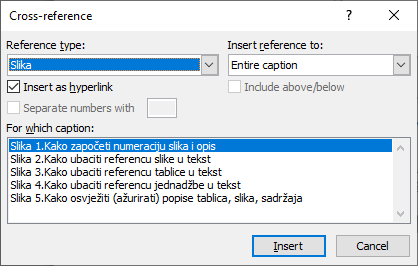 Cross-reference
Reference type: Insert reference to:
Slika Entire caption
Insert as hyperlink Include above/below
Separate numbers with
For which caption:
Slika 1.Kako započeti numeraciju slika i opis
Slika 2.Kako ubaciti referencu slike u tekst
Slika 3.Kako ubaciti referencu tablice u tekst
Slika 4.Kako ubaciti referencu jednadžbe u tekst
Slika 5.Kako osvježiti (ažurirati) popise tablica, slika, sadržaja
Insert Cancel